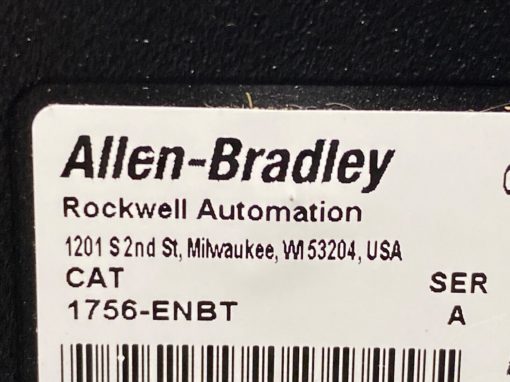 Allen-Bradley
Rockwell Automation
1201 S 2nd St, Milwaukee, WI 53204, USA
CAT SER
1756-ENBT A